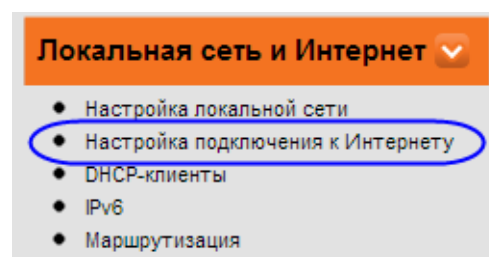 Локальная сеть и Интернет
Настройка локальной сети
Настройка подключения к Интернету
DHCP-клиенты
IPv6
Маршрутизация